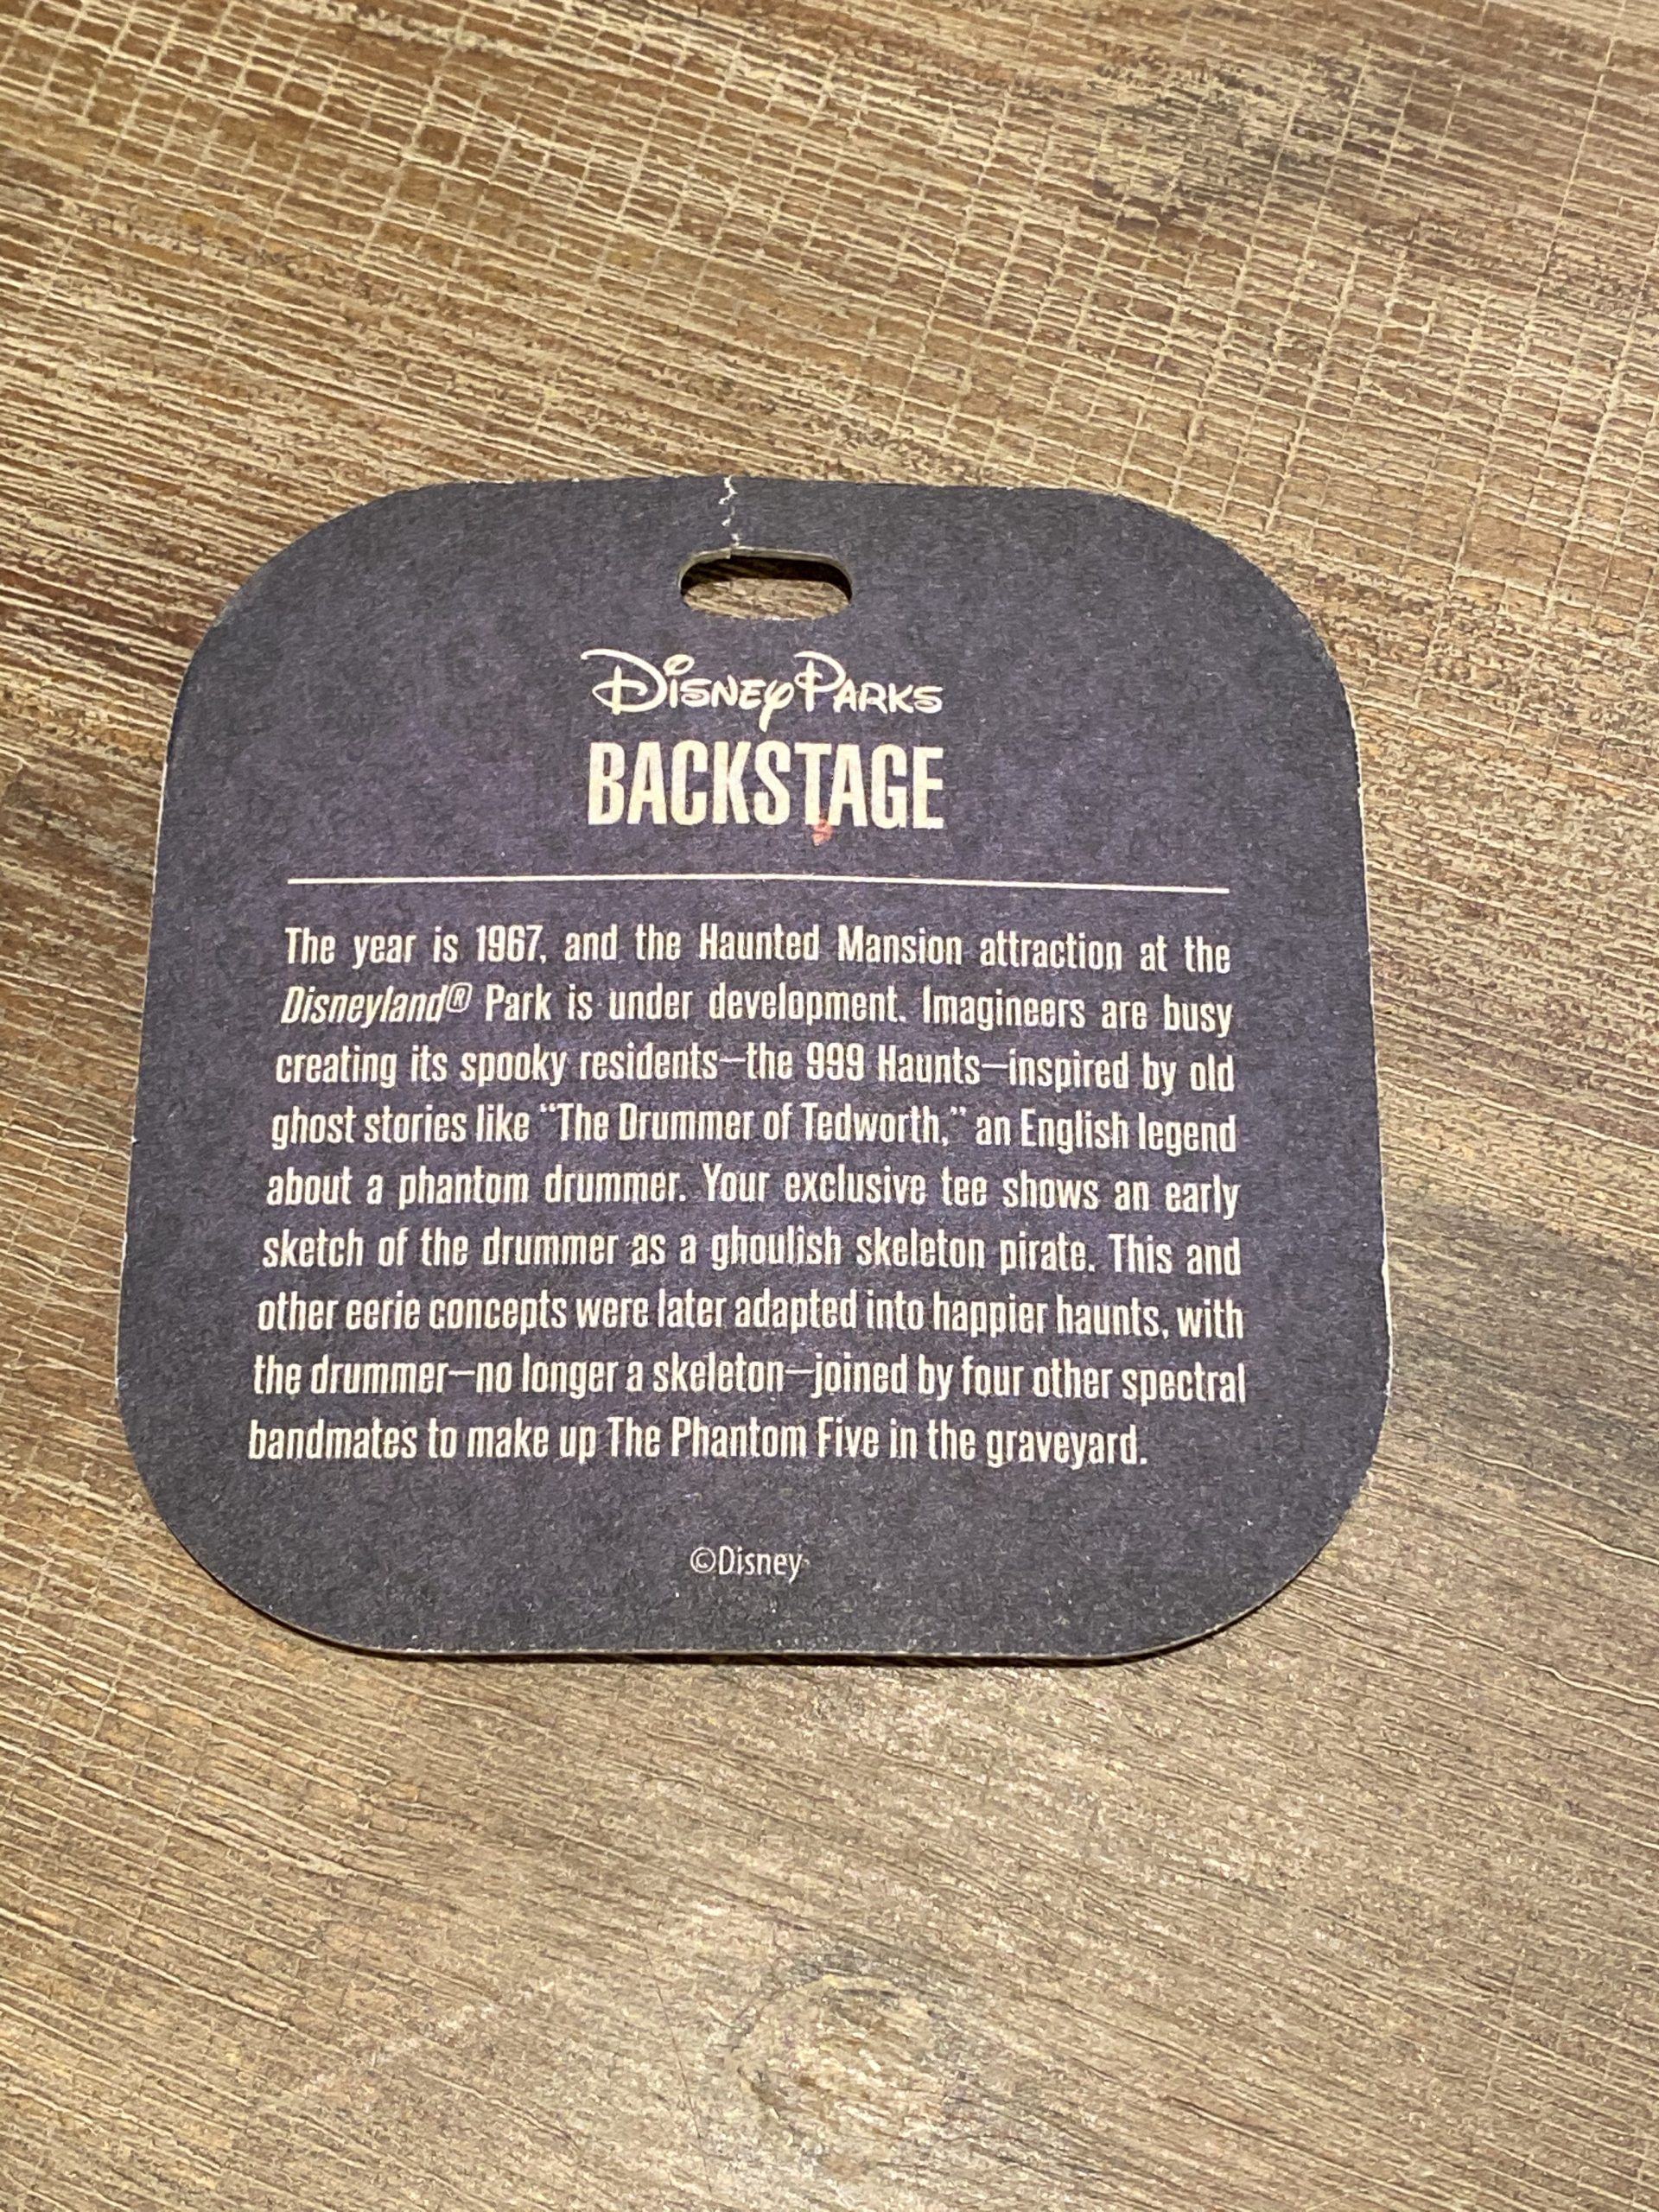 Disney Parks
BACKSTAGE
The year is 1967, and the Haunted Mansion attraction at the
Disneyland® Park is under development. Imagineers are busy
creating its spooky residents—the 999 Haunts—inspired by old
ghost stories like “The Drummer of Tedworth,” an English legend
about a phantom drummer. Your exclusive tee shows an early
sketch of the drummer as a ghoulish skeleton pirate. This and
other eerie concepts were later adapted into happier haunts, with
the drummer—no longer a skeleton—joined by four other spectral
bandmates to make up The Phantom Five in the graveyard.
©Disney